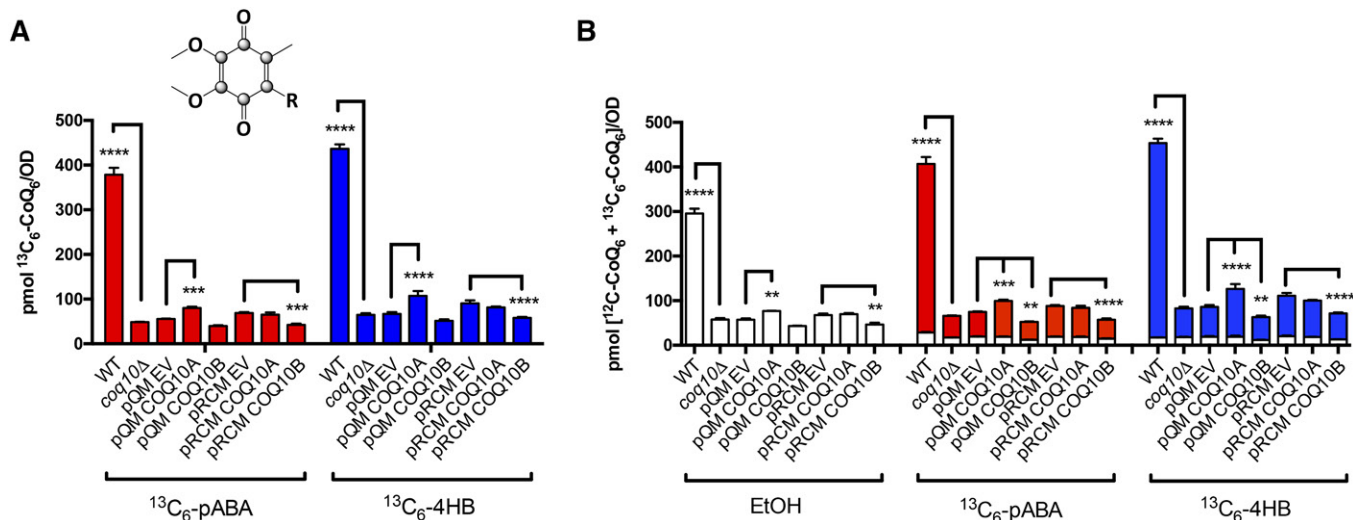 A
O
O
O
R
O
pmol ¹³C₆-CoQ₆/OD
500
400
300
200
100
0
****
***
***
****
****
****
WT
coq10Δ
pQM EV
pQM COQ10A
pQM COQ10B
pRCM EV
pRCM COQ10A
pRCM COQ10B
WT
coq10Δ
pQM EV
pQM COQ10A
pQM COQ10B
pRCM EV
pRCM COQ10A
pRCM COQ10B
¹³C₆-pABA
¹³C₆-4HB
B
pmol [¹²C-CoQ₆ + ¹³C₆-CoQ₆]/OD
500
400
300
200
100
0
****
**
**
****
***
**
****
****
****
**
****
WT
coq10Δ
pQM EV
pQM COQ10A
pQM COQ10B
pRCM EV
pRCM COQ10A
pRCM COQ10B
WT
coq10Δ
pQM EV
pQM COQ10A
pQM COQ10B
pRCM EV
pRCM COQ10A
pRCM COQ10B
WT
coq10Δ
pQM EV
pQM COQ10A
pQM COQ10B
pRCM EV
pRCM COQ10A
pRCM COQ10B
EtOH
¹³C₆-pABA
¹³C₆-4HB